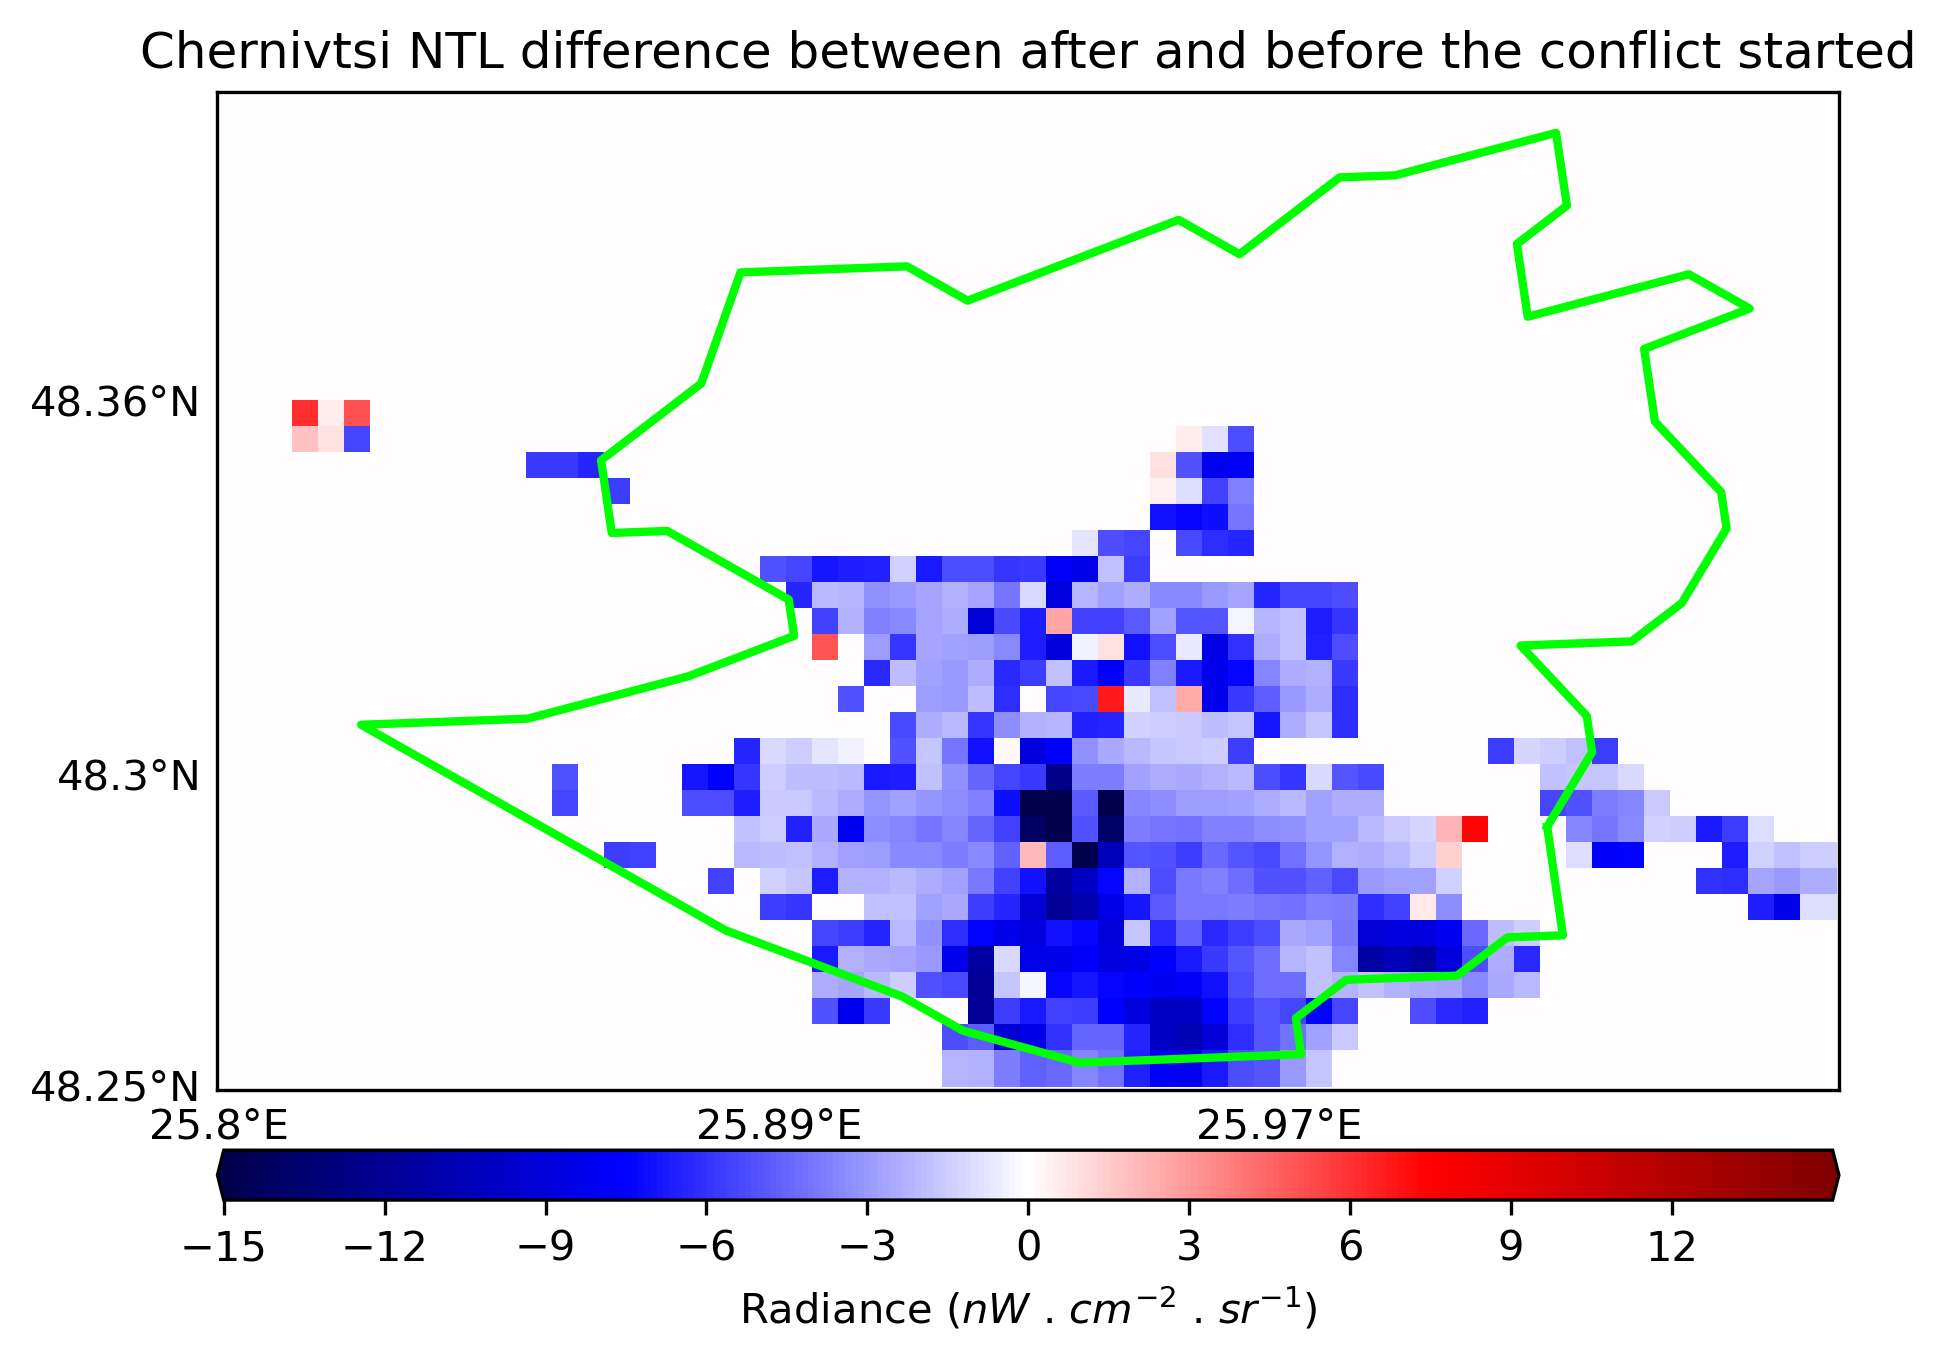 Chernivtsi NTL difference between after and before the conflict started
48.36°N
48.3°N
48.25°N
25.8°E 25.89°E 25.97°E
−15 −12 −9 −6 −3 0 3 6 9 12
Radiance (nW . cm⁻² . sr⁻¹)